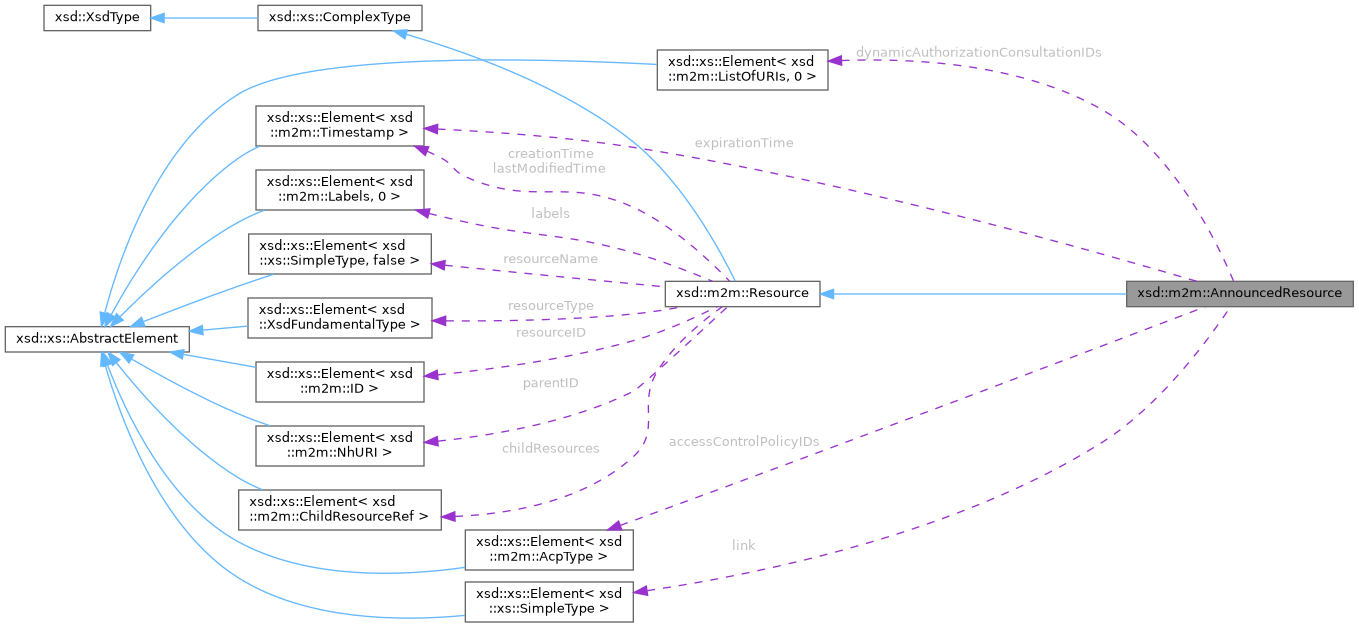 xsd::XsdType
xsd::xs::ComplexType
xsd::xs::Element< xsd
::m2m::ListOfURIs, 0 >
dynamicAuthorizationConsultationIDs
xsd::xs::Element< xsd
::m2m::Timestamp >
expirationTime
creationTime
lastModifiedTime
xsd::xs::Element< xsd
::m2m::Labels, 0 >
labels
xsd::xs::Element< xsd
::xs::SimpleType, false >
resourceName
xsd::m2m::Resource
xsd::m2m::AnnouncedResource
xsd::xs::Element< xsd
::XsdFundamentalType >
resourceType
resourceID
xsd::xs::AbstractElement
xsd::xs::Element< xsd
::m2m::ID >
parentID
xsd::xs::Element< xsd
::m2m::NhURI >
childResources
accessControlPolicyIDs
xsd::xs::Element< xsd
::m2m::ChildResourceRef >
xsd::xs::Element< xsd
::m2m::AcpType >
link
xsd::xs::Element< xsd
::xs::SimpleType >